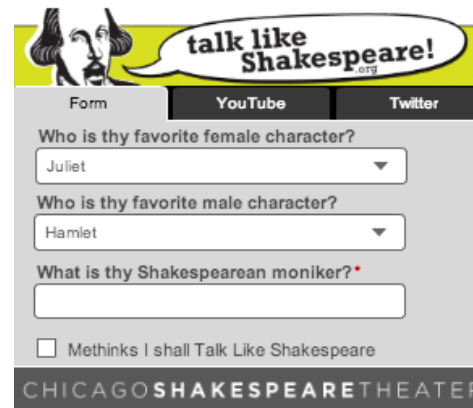 talk like
Shakespeare!
.org
Form YouTube Twitter
Who is thy favorite female character?
Juliet
Who is thy favorite male character?
Hamlet
What is thy Shakespearean moniker?*
Methinks I shall Talk Like Shakespeare
CHICAGOSHAKESPEARETHEATER